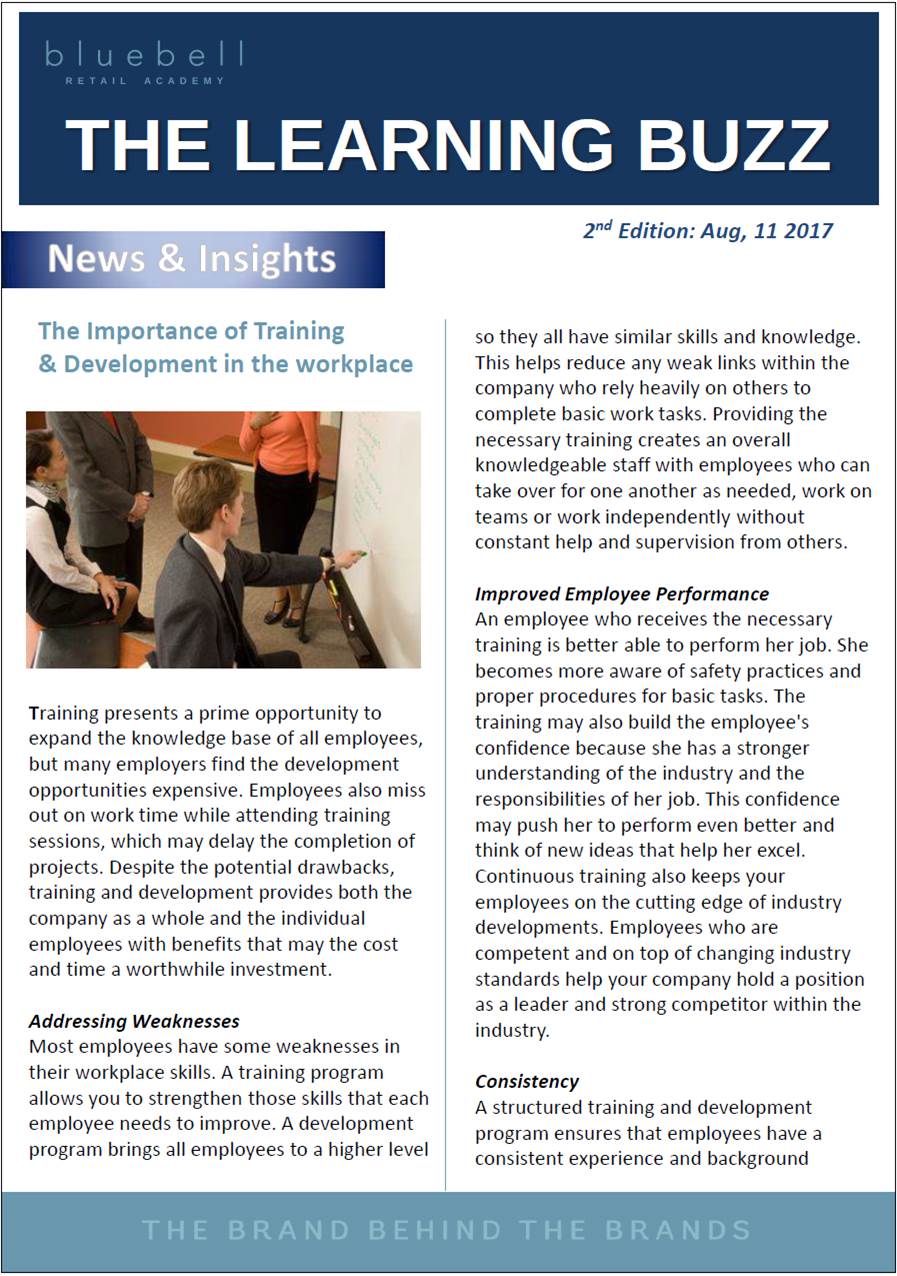 bluebell
RETAIL ACADEMY
THE LEARNING BUZZ
2nd Edition: Aug, 11 2017
News & Insights
The Importance of Training
& Development in the workplace
Training presents a prime opportunity to
expand the knowledge base of all employees,
but many employers find the development
opportunities expensive. Employees also miss
out on work time while attending training
sessions, which may delay the completion of
projects. Despite the potential drawbacks,
training and development provides both the
company as a whole and the individual
employees with benefits that may the cost
and time a worthwhile investment.
Addressing Weaknesses
Most employees have some weaknesses in
their workplace skills. A training program
allows you to strengthen those skills that each
employee needs to improve. A development
program brings all employees to a higher level
so they all have similar skills and knowledge.
This helps reduce any weak links within the
company who rely heavily on others to
complete basic work tasks. Providing the
necessary training creates an overall
knowledgeable staff with employees who can
take over for one another as needed, work on
teams or work independently without
constant help and supervision from others.
Improved Employee Performance
An employee who receives the necessary
training is better able to perform her job. She
becomes more aware of safety practices and
proper procedures for basic tasks. The
training may also build the employee's
confidence because she has a stronger
understanding of the industry and the
responsibilities of her job. This confidence
may push her to perform even better and
think of new ideas that help her excel.
Continuous training also keeps your
employees on the cutting edge of industry
developments. Employees who are
competent and on top of changing industry
standards help your company hold a position
as a leader and strong competitor within the
industry.
Consistency
A structured training and development
program ensures that employees have a
consistent experience and background
THE BRAND BEHIND THE BRANDS